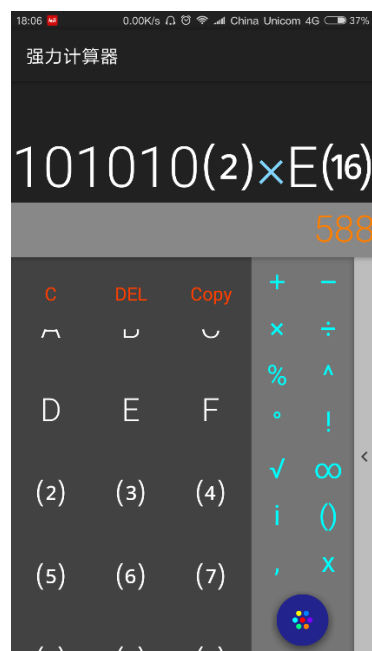 18:06 0.00K/s China Unicom 4G 37%
强力计算器
101010(2)×E(16)
588
C DEL Copy + −
A B C × ÷
% ^
D E F ° !
(2) (3) (4) √ ∞
i ()
(5) (6) (7) , x
<